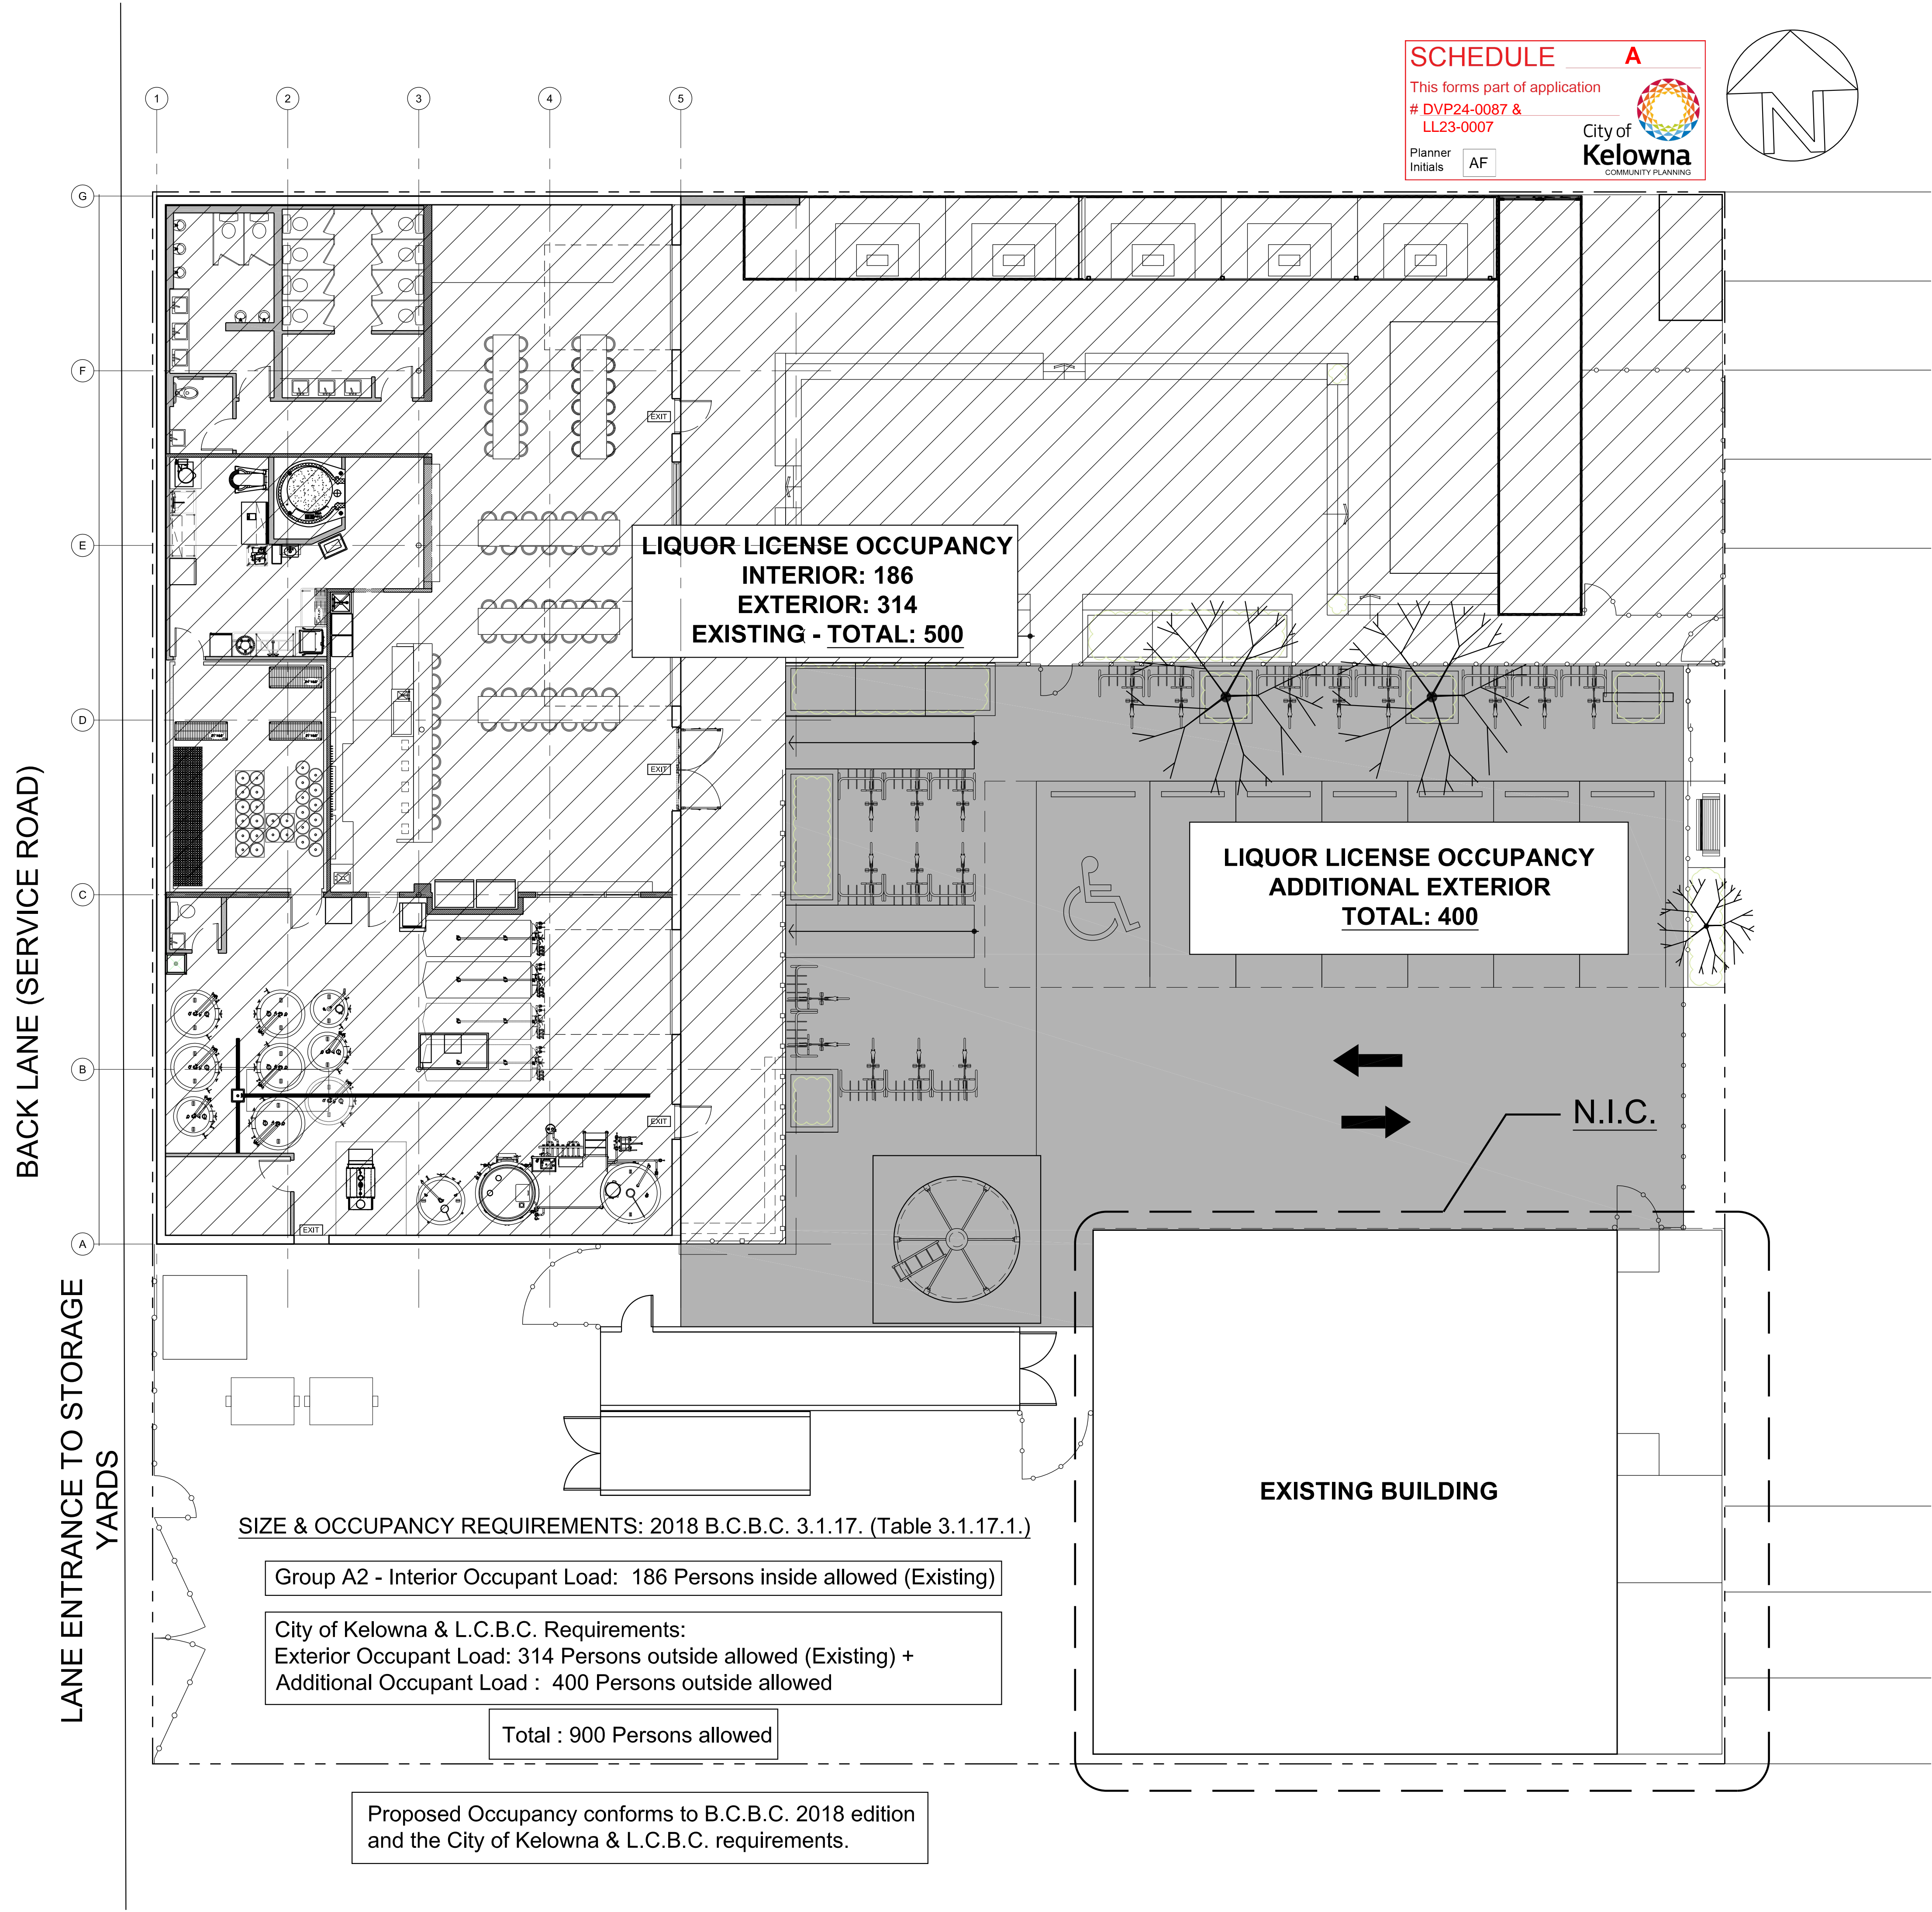 SCHEDULE A
This forms part of application
# DVP24-0087 &
LL23-0007
City of
Kelowna
COMMUNITY PLANNING
Planner
Initials
AF
N
1
2
3
4
5
G
F
E
D
C
B
A
EXIT
LIQUOR LICENSE OCCUPANCY
INTERIOR: 186
EXTERIOR: 314
EXISTING - TOTAL: 500
EXIT
LIQUOR LICENSE OCCUPANCY
ADDITIONAL EXTERIOR
TOTAL: 400
BACK LANE (SERVICE ROAD)
N.I.C.
EXIT
EXIT
LANE ENTRANCE TO STORAGE
YARDS
EXISTING BUILDING
SIZE & OCCUPANCY REQUIREMENTS: 2018 B.C.B.C. 3.1.17. (Table 3.1.17.1.)
Group A2 - Interior Occupant Load: 186 Persons inside allowed (Existing)
City of Kelowna & L.C.B.C. Requirements:
Exterior Occupant Load: 314 Persons outside allowed (Existing) +
Additional Occupant Load : 400 Persons outside allowed
Total : 900 Persons allowed
Proposed Occupancy conforms to B.C.B.C. 2018 edition
and the City of Kelowna & L.C.B.C. requirements.